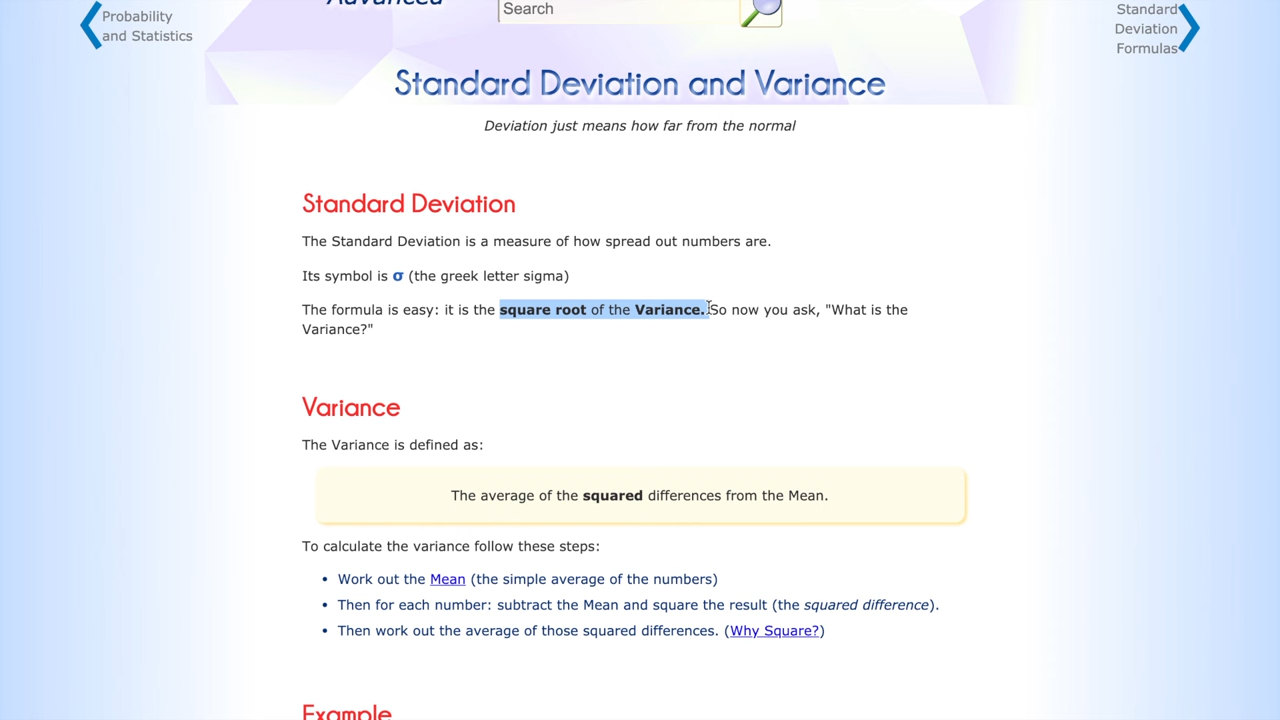 Advanced
Search
Probability
and Statistics
Standard
Deviation
Formulas
Standard Deviation and Variance
Deviation just means how far from the normal
Standard Deviation
The Standard Deviation is a measure of how spread out numbers are.
Its symbol is σ (the greek letter sigma)
The formula is easy: it is the square root of the Variance. So now you ask, "What is the
Variance?"
Variance
The Variance is defined as:
The average of the squared differences from the Mean.
To calculate the variance follow these steps:
• Work out the Mean (the simple average of the numbers)
• Then for each number: subtract the Mean and square the result (the squared difference).
• Then work out the average of those squared differences. (Why Square?)
Example